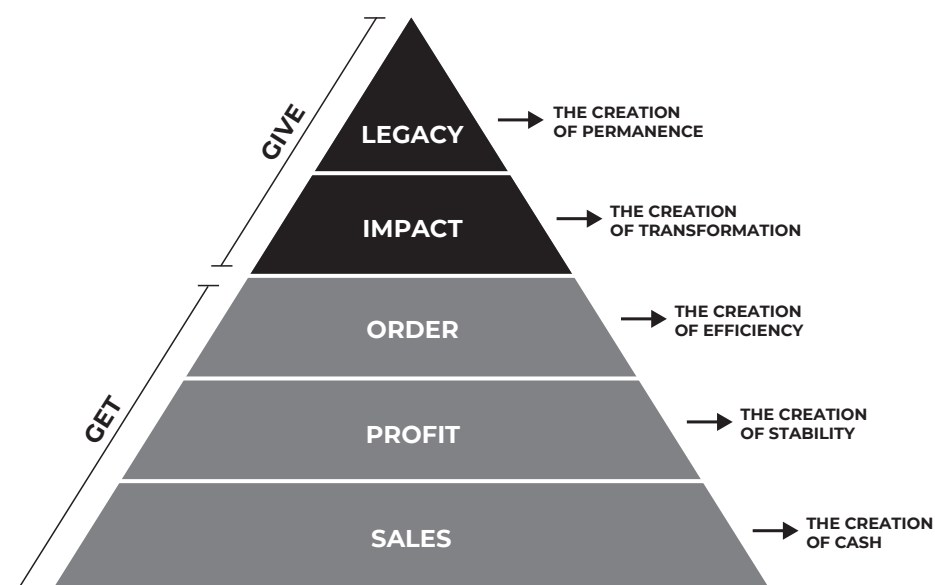 GIVE
LEGACY
THE CREATION
OF PERMANENCE
IMPACT
THE CREATION
OF TRANSFORMATION
GET
ORDER
THE CREATION
OF EFFICIENCY
PROFIT
THE CREATION
OF STABILITY
SALES
THE CREATION
OF CASH